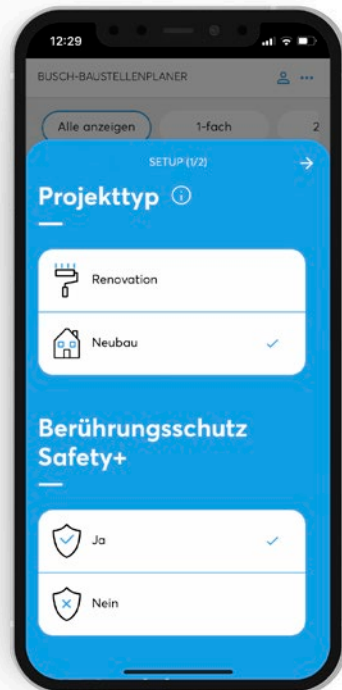 12:29
BUSCH-BAUSTELLENPLANER
Alle anzeigen
1-fach
2
SETUP (1/2)
Projekttyp
Renovation
Neubau
Berührungsschutz
Safety+
Ja
Nein